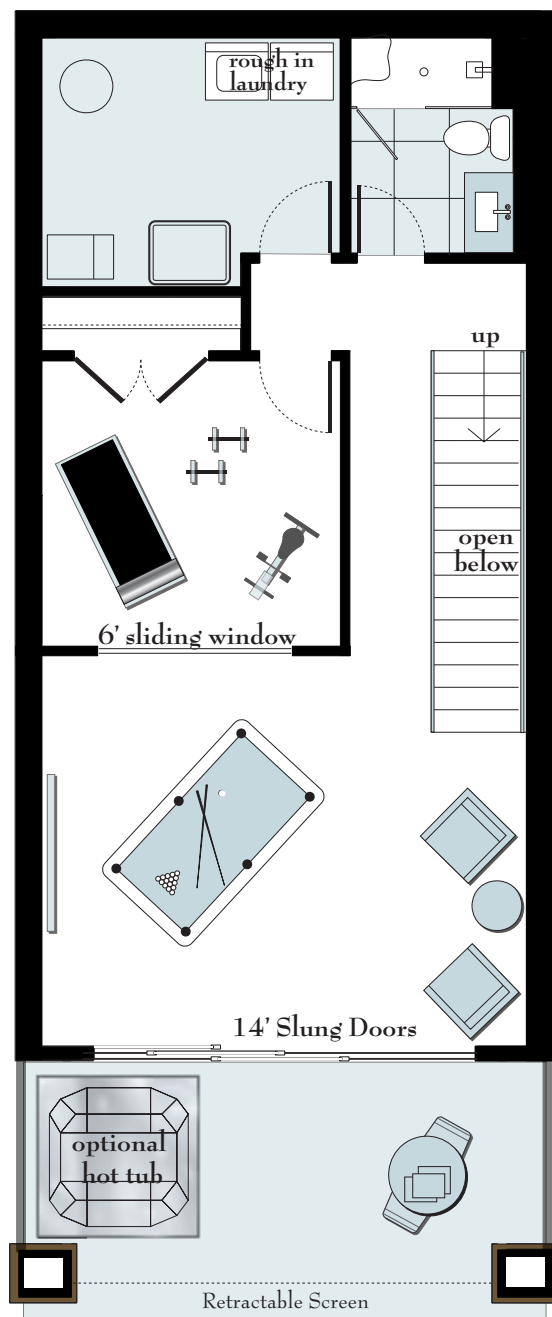 rough in
laundry
up
open
below
6' sliding window
14' Slung Doors
optional
hot tub
Retractable Screen